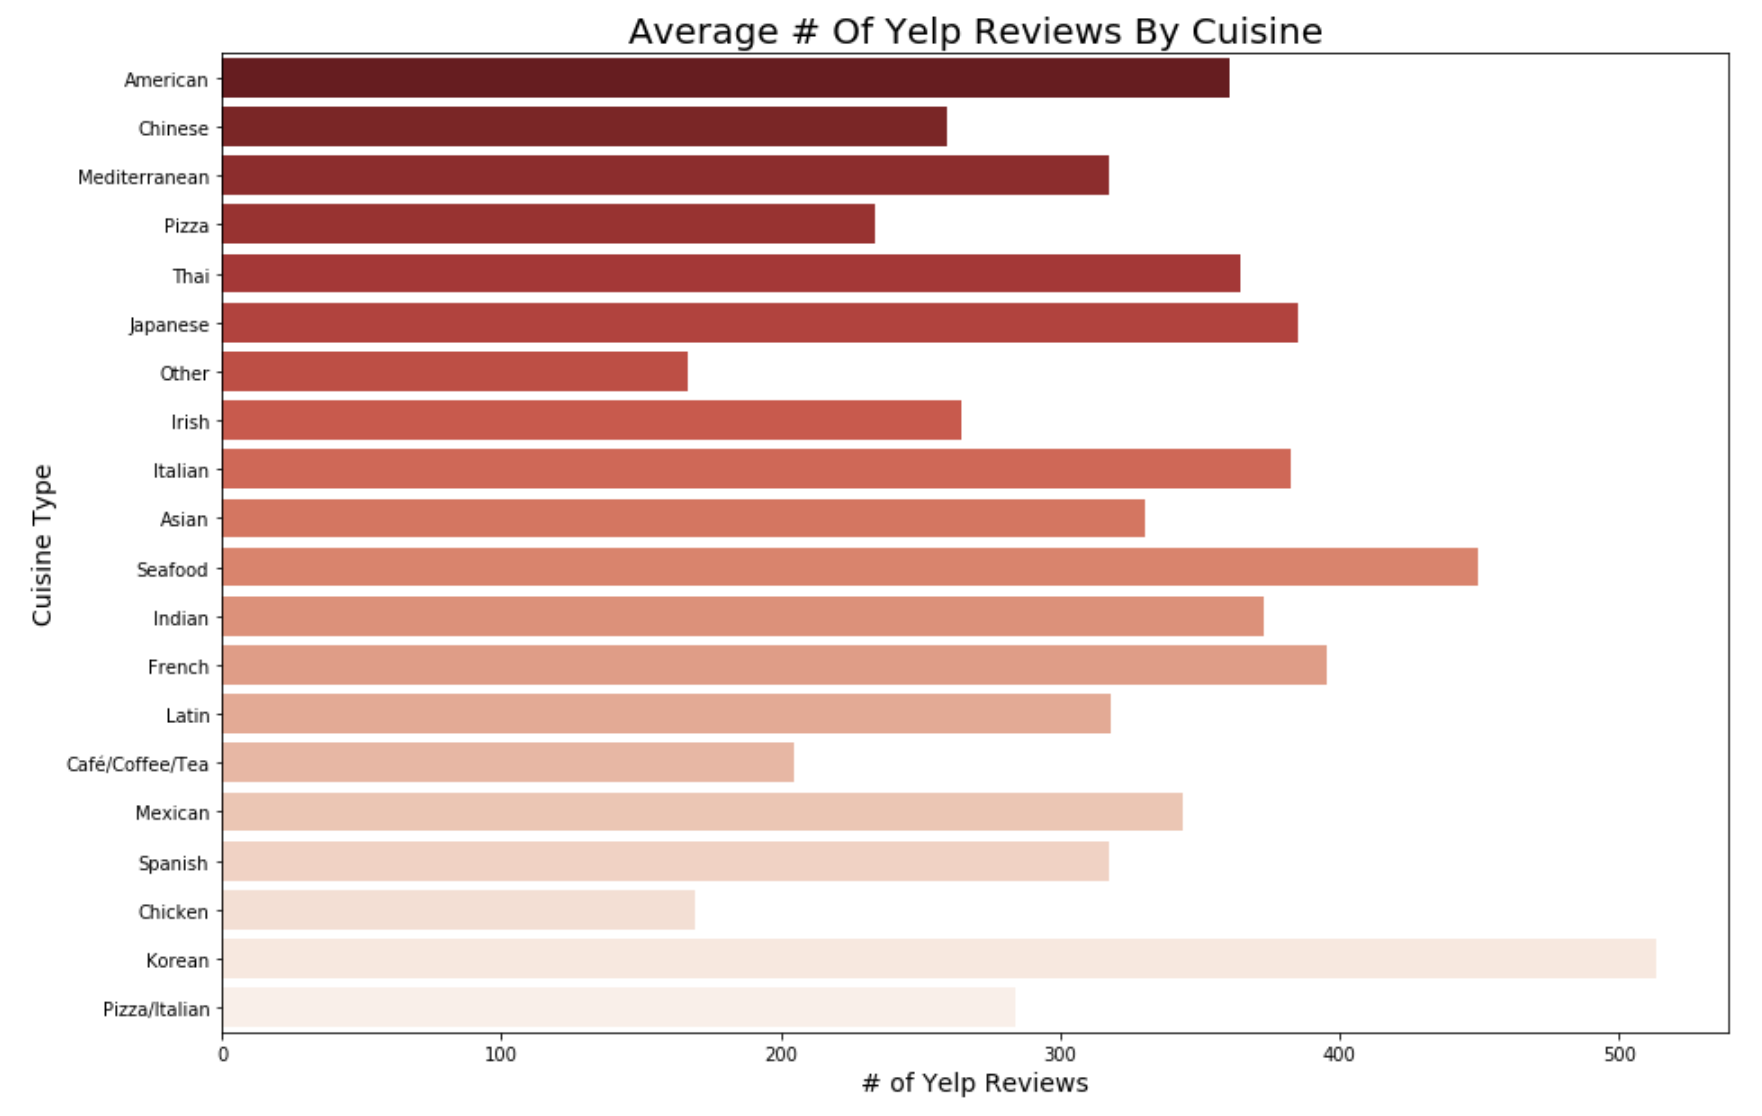 Average # Of Yelp Reviews By Cuisine
American
Chinese
Mediterranean
Pizza
Thai
Japanese
Other
Irish
Italian
Asian
Seafood
Indian
French
Latin
Café/Coffee/Tea
Mexican
Spanish
Chicken
Korean
Pizza/Italian
Cuisine Type
0 100 200 300 400 500
# of Yelp Reviews